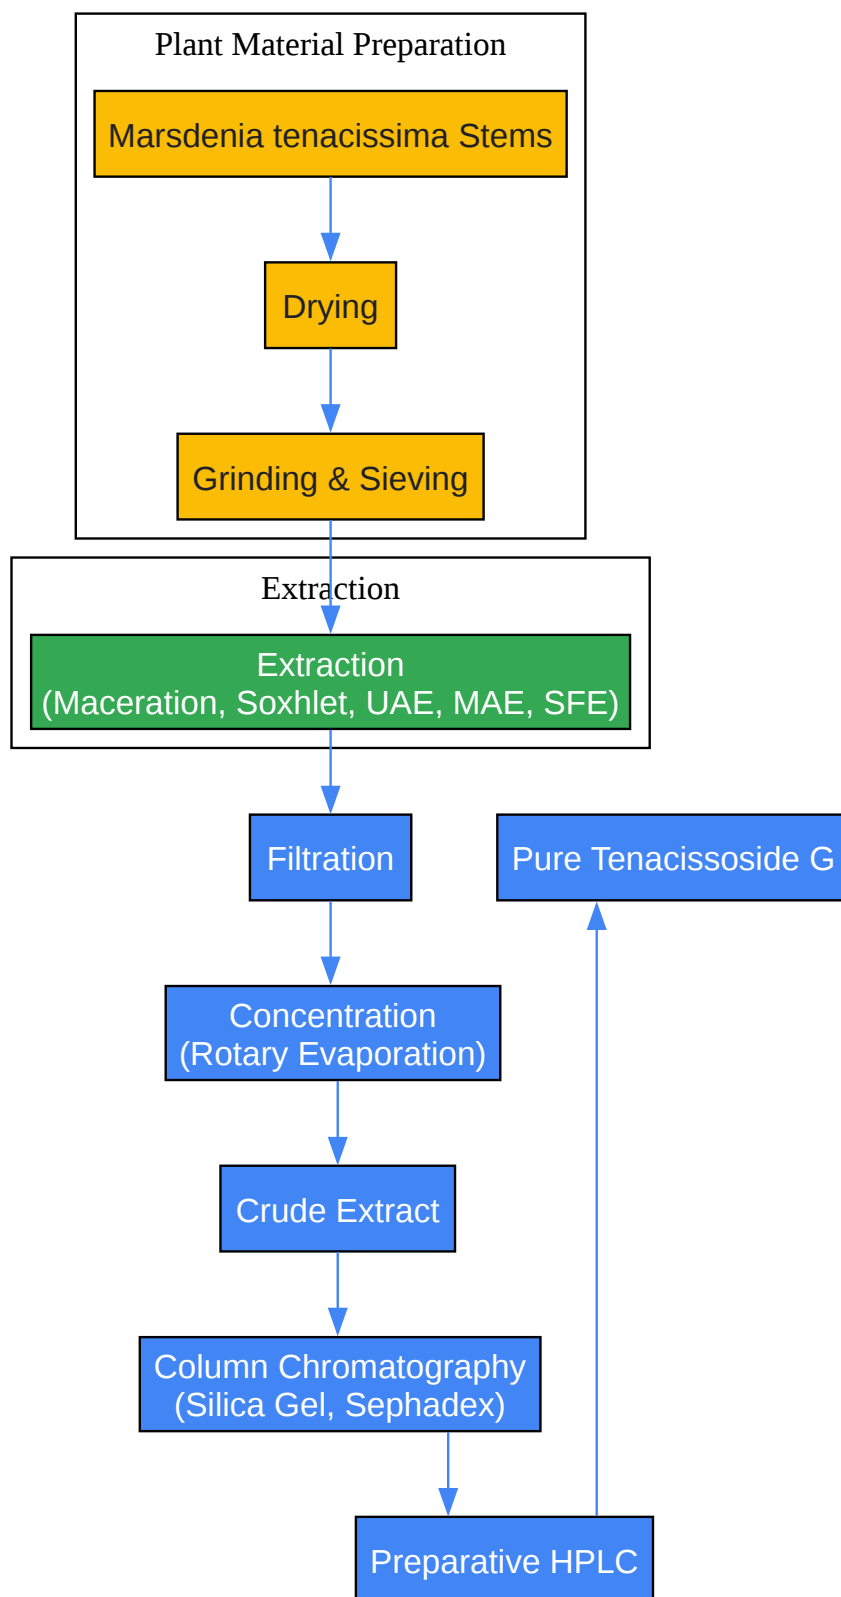 Plant Material Preparation
Marsdenia tenacissima Stems
Drying
Grinding & Sieving
Extraction
Extraction
(Maceration, Soxhlet, UAE, MAE, SFE)
Filtration
Pure Tenacissoside G
Concentration
(Rotary Evaporation)
Crude Extract
Column Chromatography
(Silica Gel, Sephadex)
Preparative HPLC